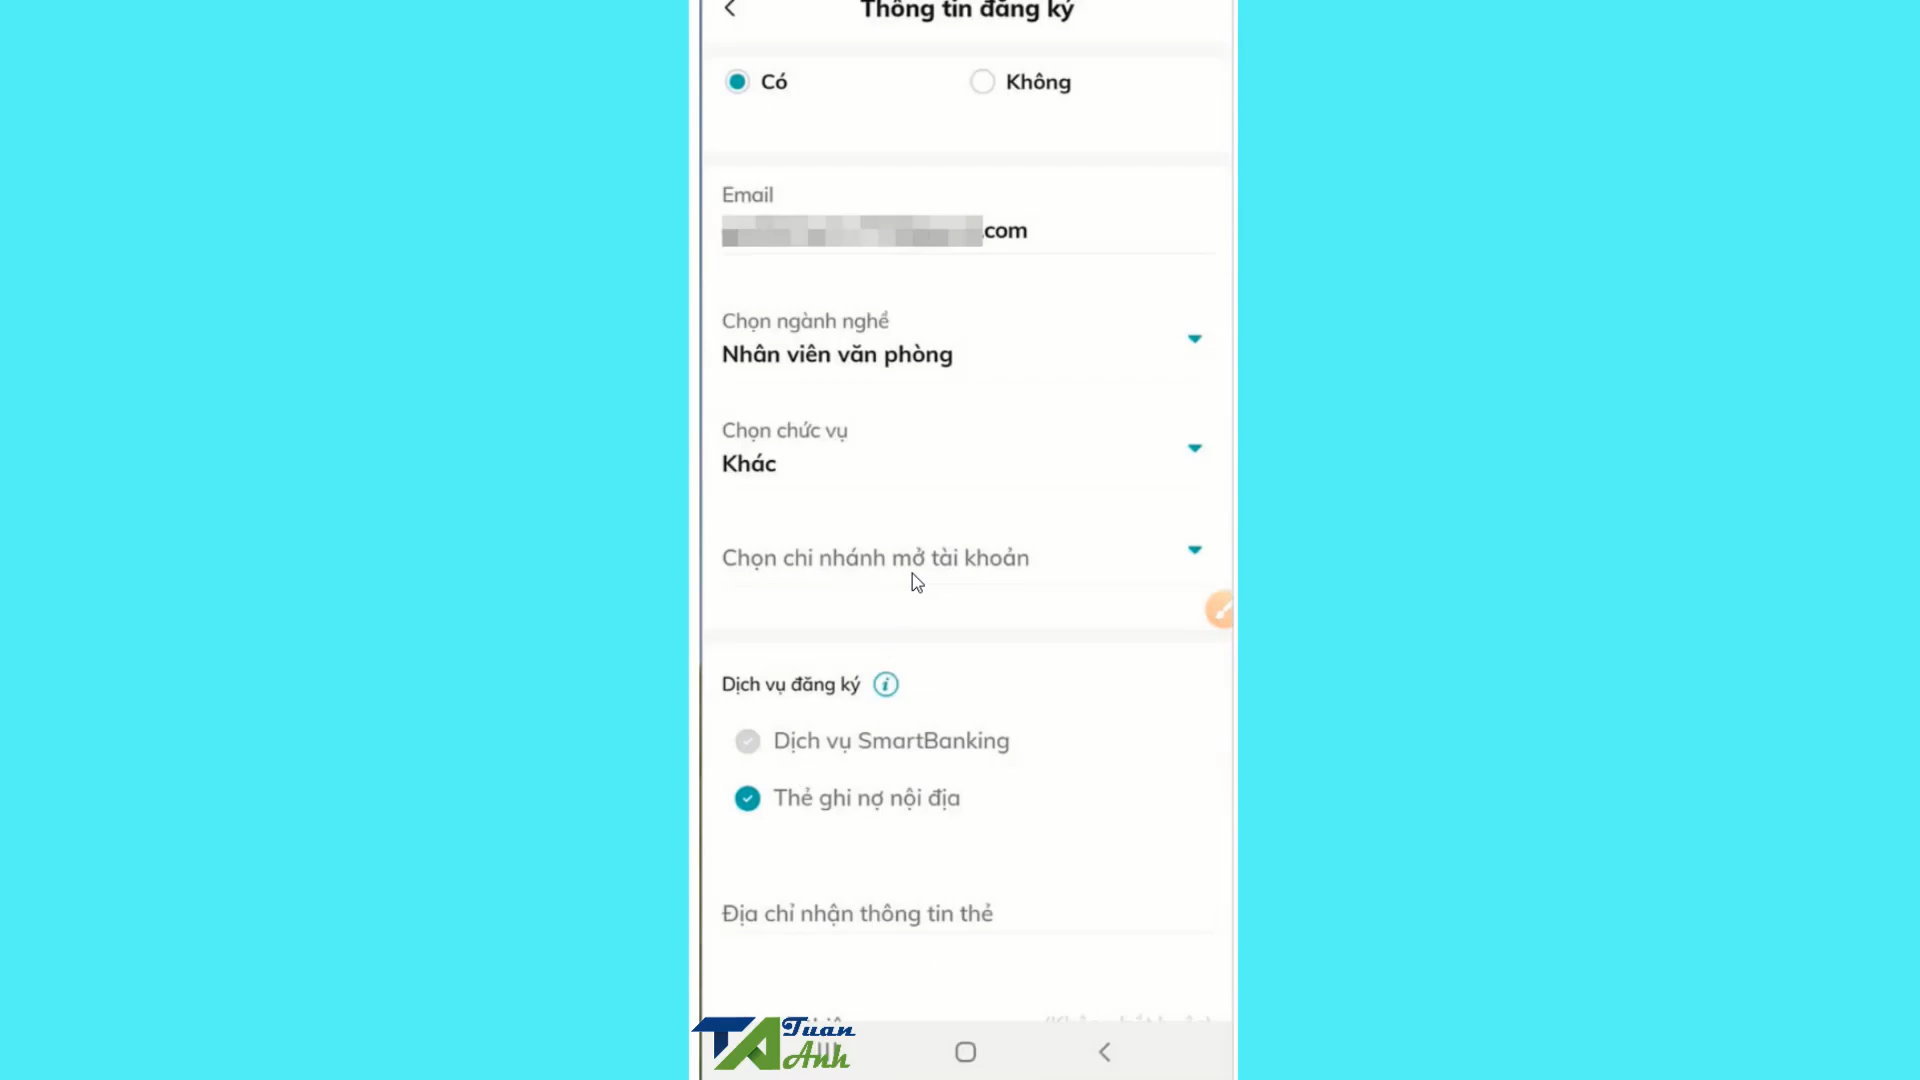 Thông tin đăng ký
Có
Không
Email
.com
Chọn ngành nghề
Nhân viên văn phòng
Chọn chức vụ
Khác
Chọn chi nhánh mở tài khoản
Dịch vụ đăng ký
Dịch vụ SmartBanking
Thẻ ghi nợ nội địa
Địa chỉ nhận thông tin thẻ
TA Tuan
Anh